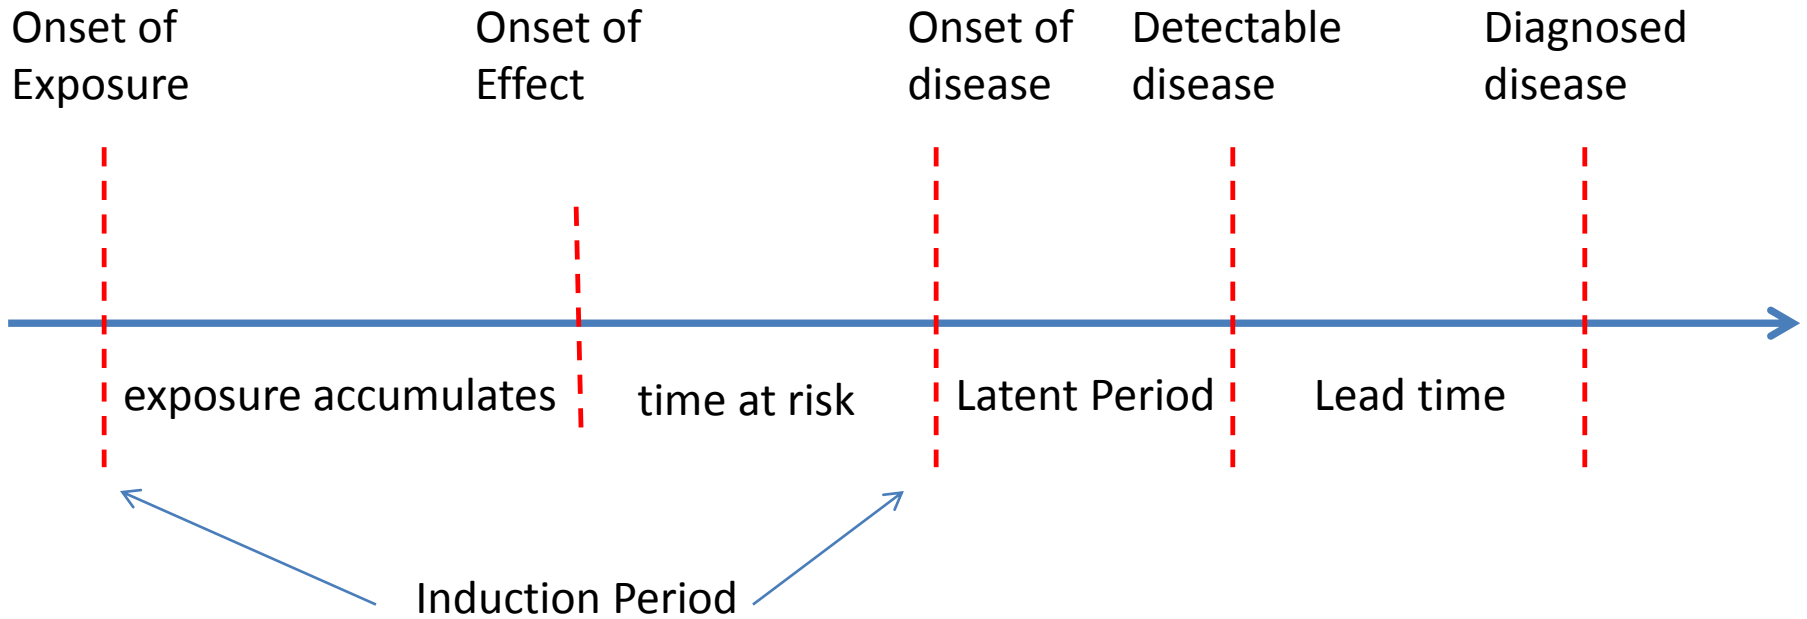 Onset of
Exposure
Onset of
Effect
Onset of
disease
Detectable
disease
Diagnosed
disease
exposure accumulates
time at risk
Latent Period
Lead time
Induction Period